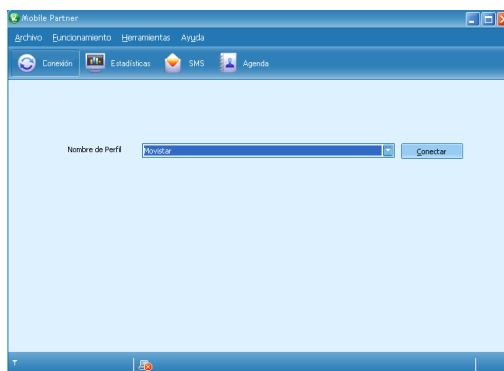 Mobile Partner
Archivo Funcionamiento Herramientas Ayuda
Conexión Estadísticas SMS Agenda
Nombre de Perfil Movistar Conectar